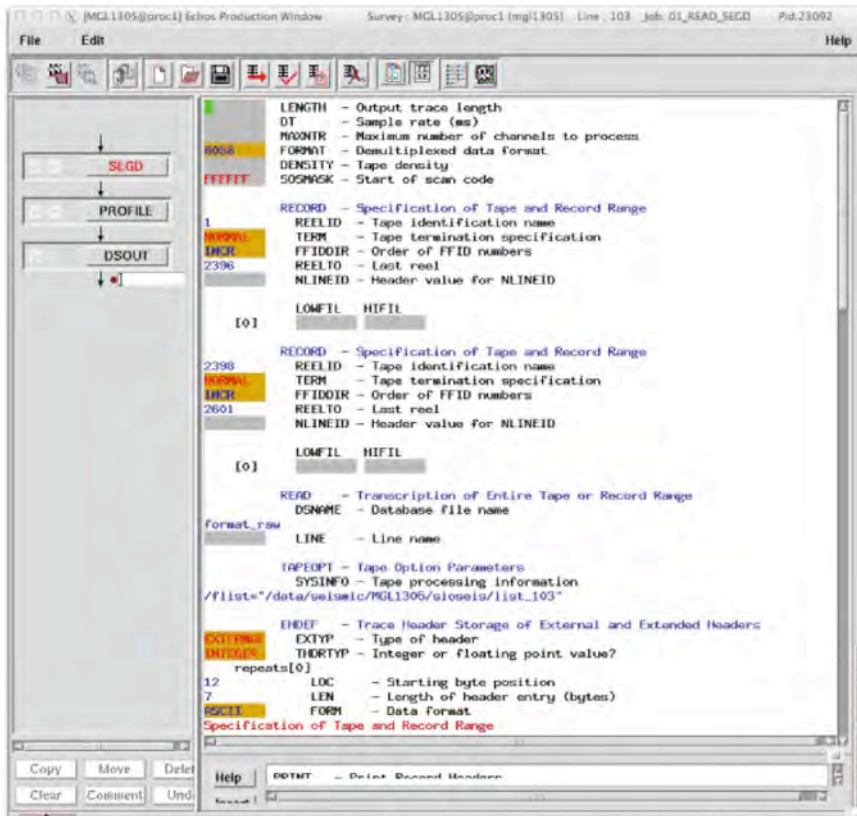 [MGL1305@proc1] Echos Production Window Survey : MGL1305@proc1 (mgl1305) Line : 103 Job: 01_READ_SEGD Pid:23092
File Edit Help
LENGTH - Output trace length
DT - Sample rate (ms)
MAXNTR - Maximum number of channels to process
8058 FORMAT - Demultiplexed data format
DENSITY - Tape density
FFFFFF SOSMASK - Start of scan code
SEGD
PROFILE
DSOUT
RECORD - Specification of Tape and Record Range
1 REELID - Tape identification name
NORMAL TERM - Tape termination specification
INCR FFIDOIR - Order of FFID numbers
2396 REELTO - Last reel
NLINEID - Header value for NLINEID
LOWFIL HIFIL
[0]
RECORD - Specification of Tape and Record Range
2398 REELID - Tape identification name
NORMAL TERM - Tape termination specification
INCR FFIDOIR - Order of FFID numbers
2601 REELTO - Last reel
NLINEID - Header value for NLINEID
LOWFIL HIFIL
[0]
READ - Transcription of Entire Tape or Record Range
DSNAME - Database file name
format_raw
LINE - Line name
TAPEOPT - Tape Option Parameters
SYSINFO - Tape processing information
/flist="/data/seismic/MGL1305/sioseis/list_103"
EHDEF - Trace Header Storage of External and Extended Headers
EXTERNAL EXTYP - Type of header
INTEGER THDRTYP - Integer or floating point value?
repeats[0]
12 LOC - Starting byte position
7 LEN - Length of header entry (bytes)
ASCII FORM - Data format
Specification of Tape and Record Range
Copy Move Delet
Clear Comment Und
Help PRTNT - Print Record Headers
Insert